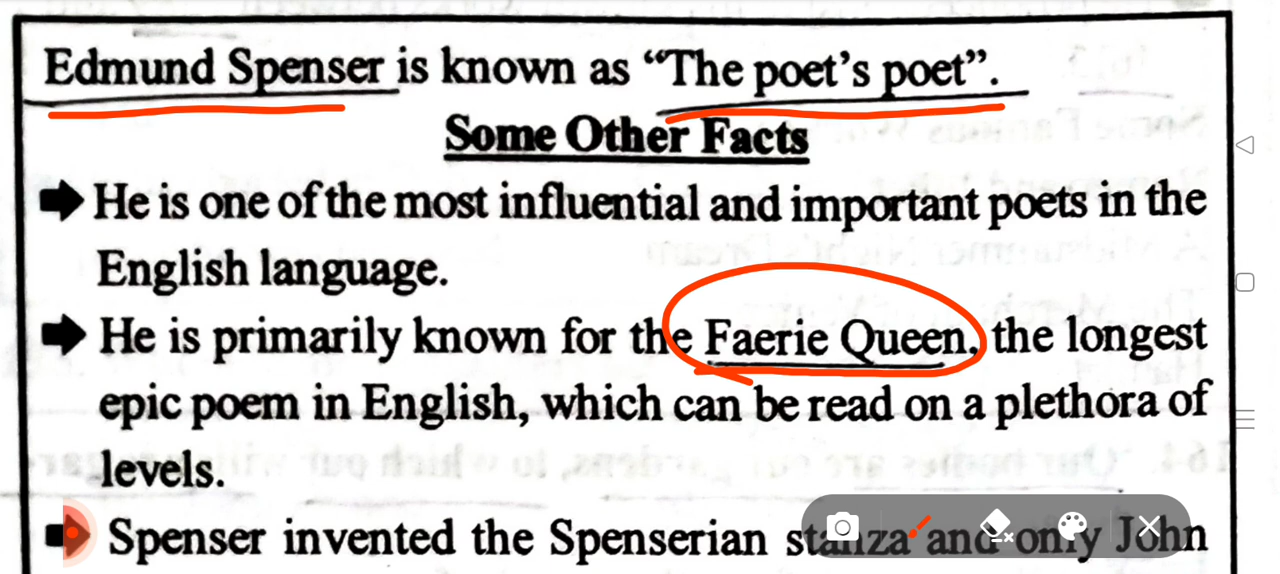 Edmund Spenser is known as “The poet’s poet”.
Some Other Facts
He is one of the most influential and important poets in the
English language.
He is primarily known for the Faerie Queen, the longest
epic poem in English, which can be read on a plethora of
levels.
Spenser invented the Spenserian stanza and only John